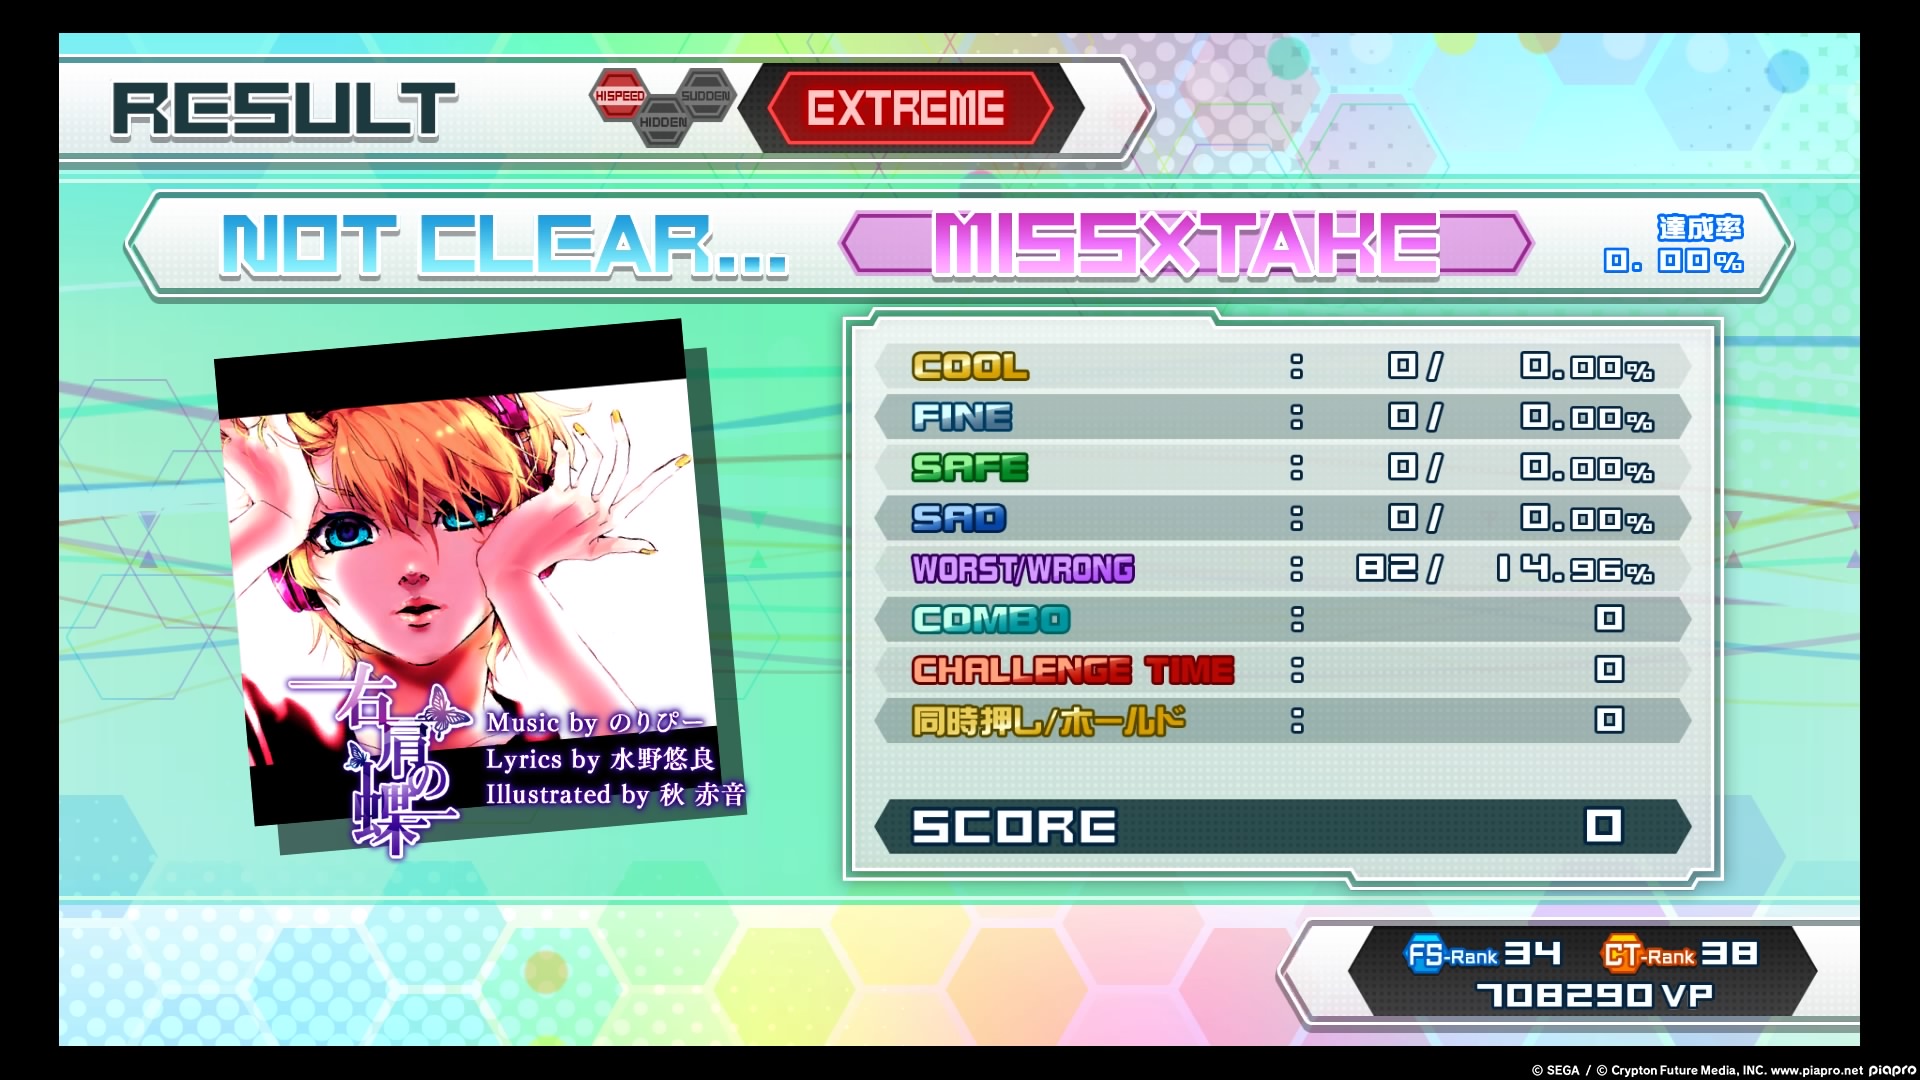 RESULT
HISPEED
HIDDEN
SUDDEN
EXTREME
NOT CLEAR...
MISS×TAKE
達成率
0.00%
COOL : 0/ 0.00%
FINE : 0/ 0.00%
SAFE : 0/ 0.00%
SAD : 0/ 0.00%
WORST/WRONG : 82/ 14.96%
COMBO : 0
CHALLENGE TIME : 0
同時押し/ホールド : 0
SCORE 0
右肩の蝶
Music by のりぴー
Lyrics by 水野悠良
Illustrated by 秋 赤音
FS-Rank 34 CT-Rank 38
708290 VP
© SEGA / © Crypton Future Media, INC. www.piapro.net piapro